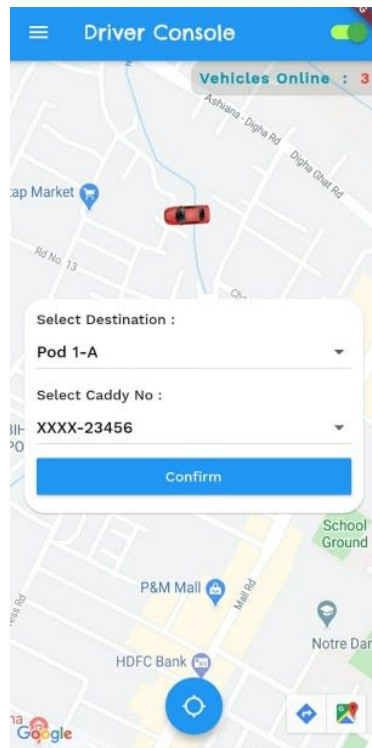 Driver Console
Vehicles Online : 3
Ashiana - Digha Rd
Digha Ghat Rd
ap Market
Rd No. 13
Select Destination :
Pod 1-A
Select Caddy No :
XXXX-23456
Confirm
School
Ground
P&M Mall
Mall Rd
Notre Dam
HDFC Bank
Google